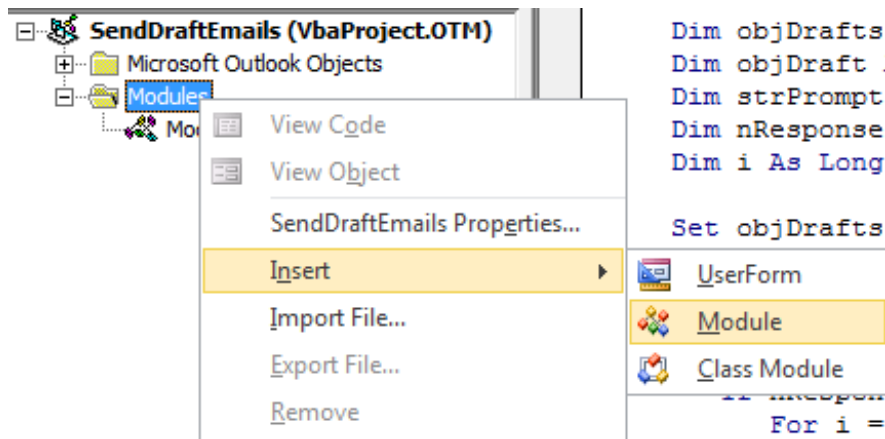 SendDraftEmails (VbaProject.OTM)
Microsoft Outlook Objects
Modules
View Code
View Object
SendDraftEmails Properties...
Insert
Import File...
Export File...
Remove
UserForm
Module
Class Module
Dim objDrafts
Dim objDraft
Dim strPrompt
Dim nResponse
Dim i As Long
Set objDrafts
For i =